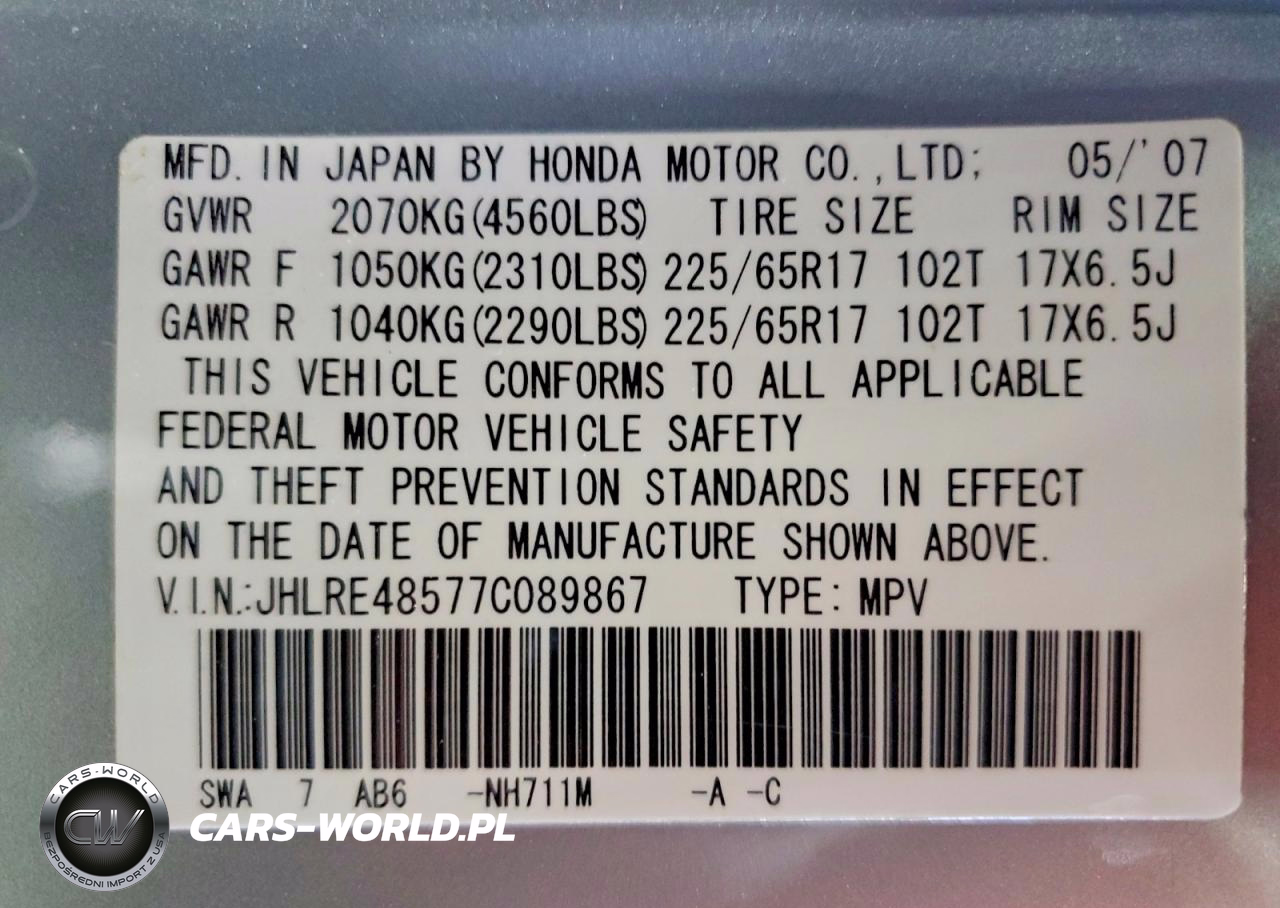 MFD. IN JAPAN BY HONDA MOTOR CO.,LTD; 05/'07
GVWR 2070KG(4560LBS) TIRE SIZE RIM SIZE
GAWR F 1050KG(2310LBS) 225/65R17 102T 17X6.5J
GAWR R 1040KG(2290LBS) 225/65R17 102T 17X6.5J
THIS VEHICLE CONFORMS TO ALL APPLICABLE
FEDERAL MOTOR VEHICLE SAFETY
AND THEFT PREVENTION STANDARDS IN EFFECT
ON THE DATE OF MANUFACTURE SHOWN ABOVE.
V.I.N.:JHLRE48577C089867 TYPE: MPV
SWA 7 AB6 -NH711M -A -C
CARS-WORLD
CW
BEZPOŚREDNI IMPORT Z USA
CARS-WORLD.PL